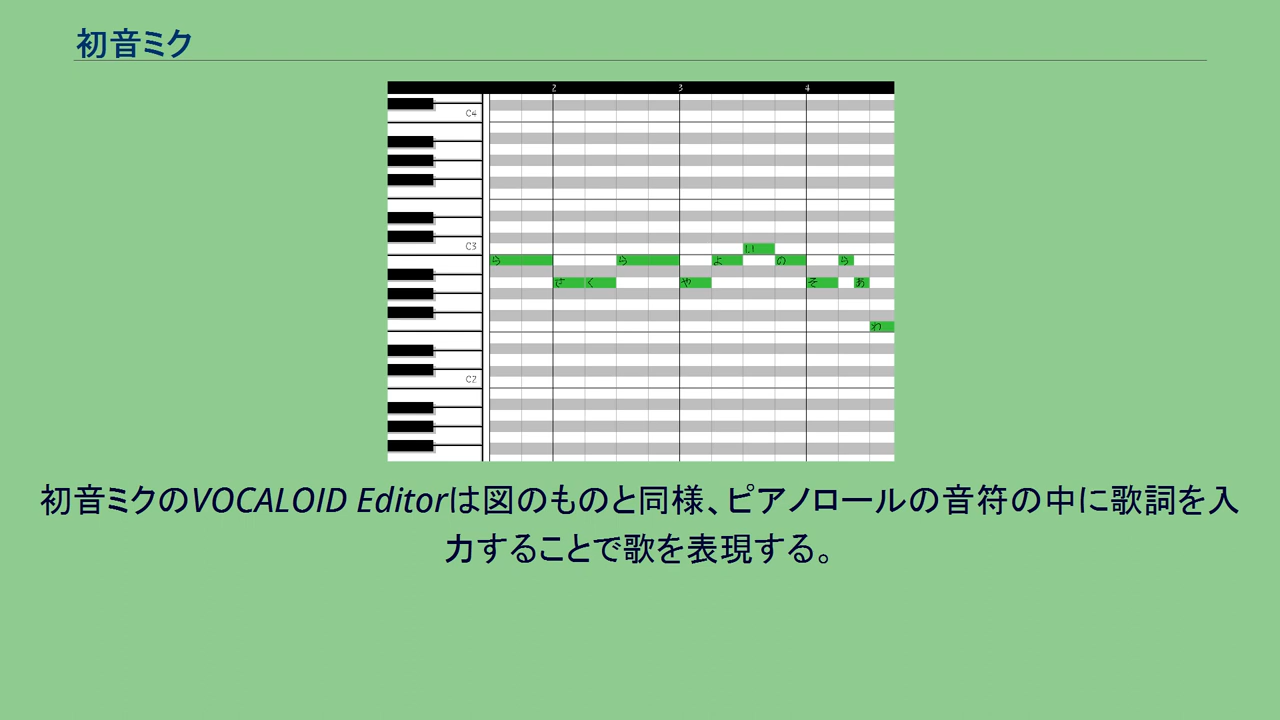 初音ミク
2 3 4
C4
C3
い
ら ら よ の ら
さ く や そ あ
わ
C2
初音ミクのVOCALOID Editorは図のものと同様、ピアノロールの音符の中に歌詞を入
力することで歌を表現する。